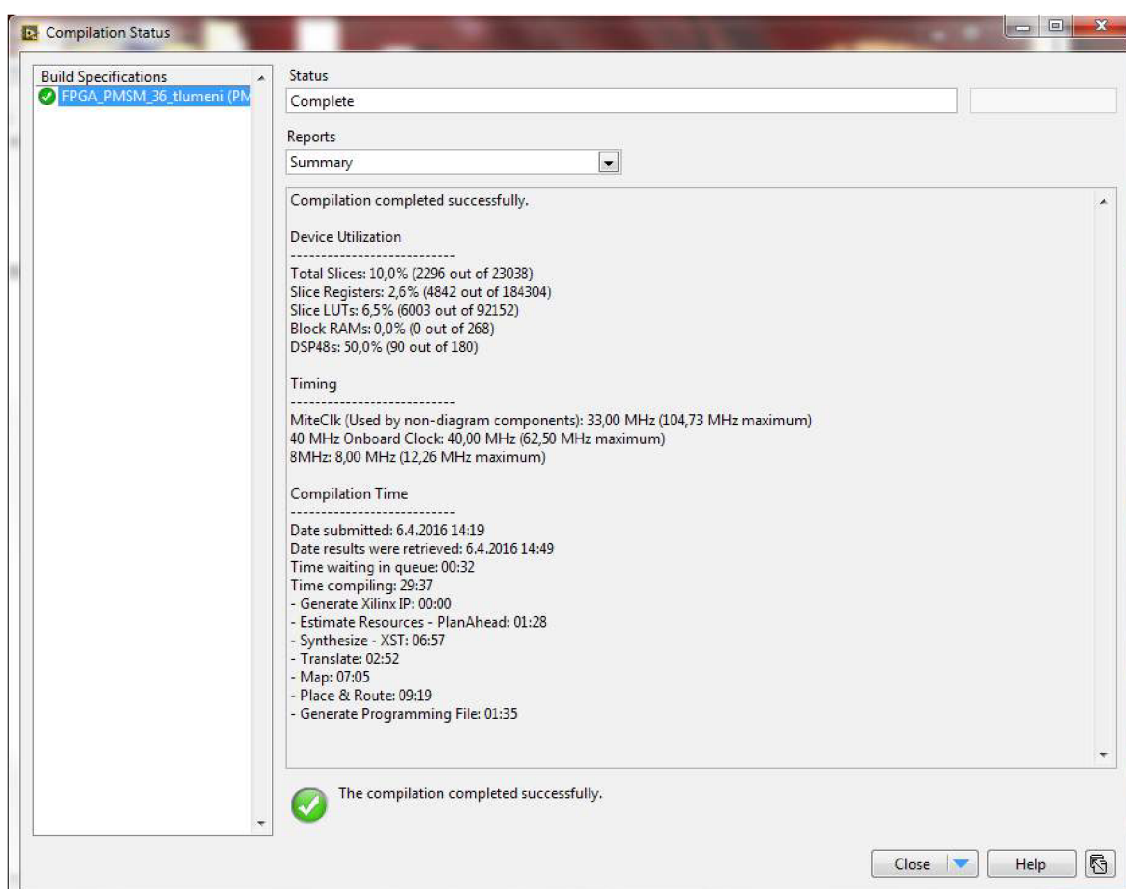 Compilation Status
Build Specifications
FPGA_PMSM_36_tlumeni (PM
Status
Complete
Reports
Summary
Compilation completed successfully.
Device Utilization
---------------------------
Total Slices: 10,0% (2296 out of 23038)
Slice Registers: 2,6% (4842 out of 184304)
Slice LUTs: 6,5% (6003 out of 92152)
Block RAMs: 0,0% (0 out of 268)
DSP48s: 50,0% (90 out of 180)
Timing
---------------------------
MiteClk (Used by non-diagram components): 33,00 MHz (104,73 MHz maximum)
40 MHz Onboard Clock: 40,00 MHz (62,50 MHz maximum)
8MHz: 8,00 MHz (12,26 MHz maximum)
Compilation Time
---------------------------
Date submitted: 6.4.2016 14:19
Date results were retrieved: 6.4.2016 14:49
Time waiting in queue: 00:32
Time compiling: 29:37
- Generate Xilinx IP: 00:00
- Estimate Resources - PlanAhead: 01:28
- Synthesize - XST: 06:57
- Translate: 02:52
- Map: 07:05
- Place & Route: 09:19
- Generate Programming File: 01:35
The compilation completed successfully.
Close
Help